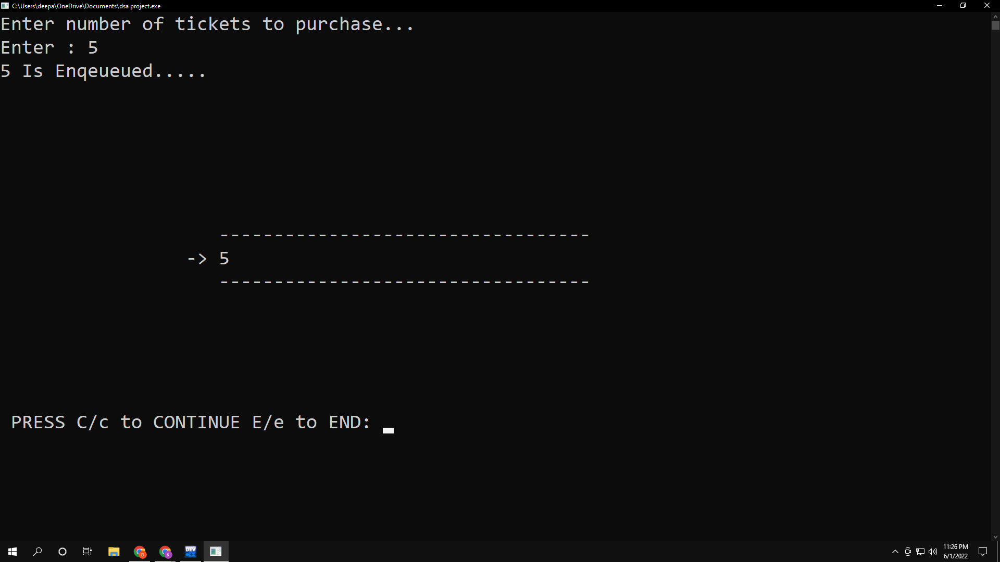 C:\Users\deepa\OneDrive\Documents\dsa project.exe
Enter number of tickets to purchase...
Enter : 5
5 Is Enqeueued.....
----------------------------------
-> 5
----------------------------------
PRESS C/c to CONTINUE E/e to END:
D
K
DEV
C++
11:26 PM
6/1/2022